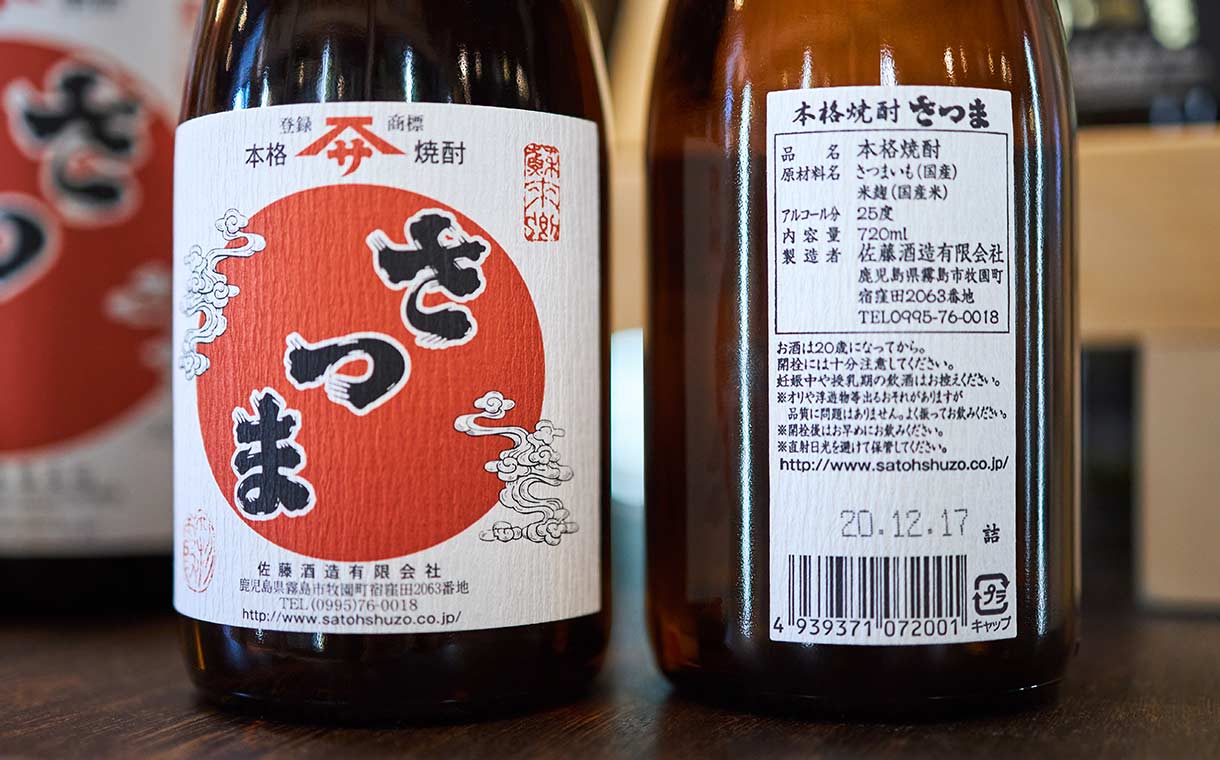 登録 サ 商標
本格 焼酎
さつま
佐藤酒造有限会社
鹿児島県霧島市牧園町宿窪田2063番地
TEL(0995)76-0018
http://www.satohshuzo.co.jp/
本格焼酎 さつま
品名 本格焼酎
原材料名 さつまいも(国産)
米麹(国産米)
アルコール分 25度
内容量 720ml
製造者 佐藤酒造有限会社
鹿児島県霧島市牧園町
宿窪田2063番地
TEL0995-76-0018
お酒は20歳になってから。
開栓には十分注意してください。
妊娠中や授乳期の飲酒はお控えください。
※オリや浮遊物等出るおそれがありますが
品質に問題はありません。よく振ってお飲みください。
※開栓後はお早めにお飲みください。
※直射日光を避けて保管してください。
http://www.satohshuzo.co.jp/
20.12.17 詰
4 939371 072001
プラ
キャップ
さつ